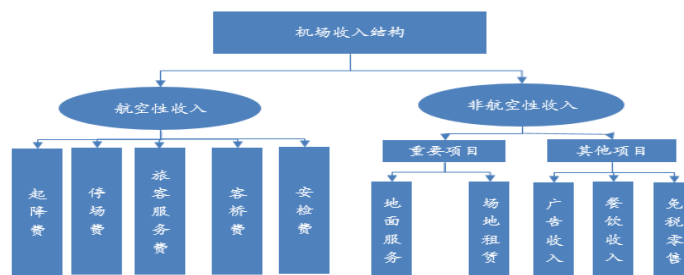 机场收入结构
航空性收入
非航空性收入
重要项目
其他项目
起降费
停场费
旅客服务费
客桥费
安检费
地面服务
场地租赁
广告收入
餐饮收入
免税零售